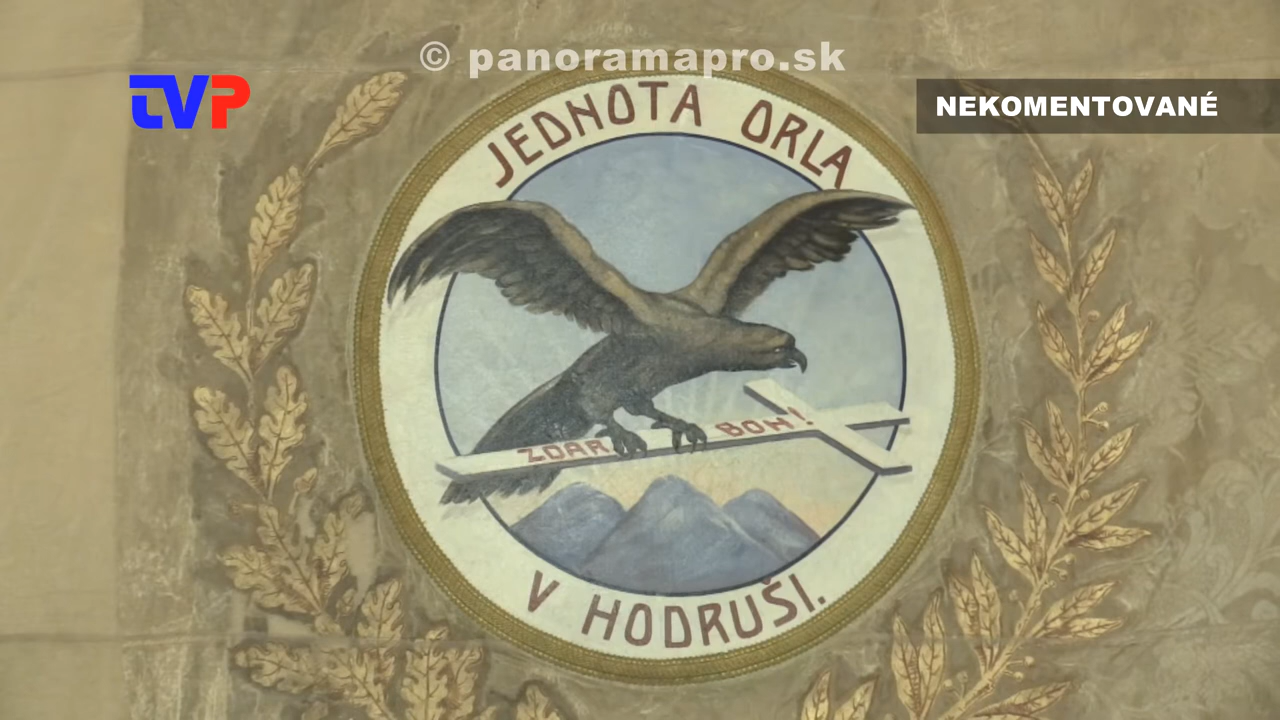 © panoramapro.sk
TVP
NEKOMENTOVANÉ
JEDNOTA ORLA
ZDAR BOH!
V HODRUŠI.